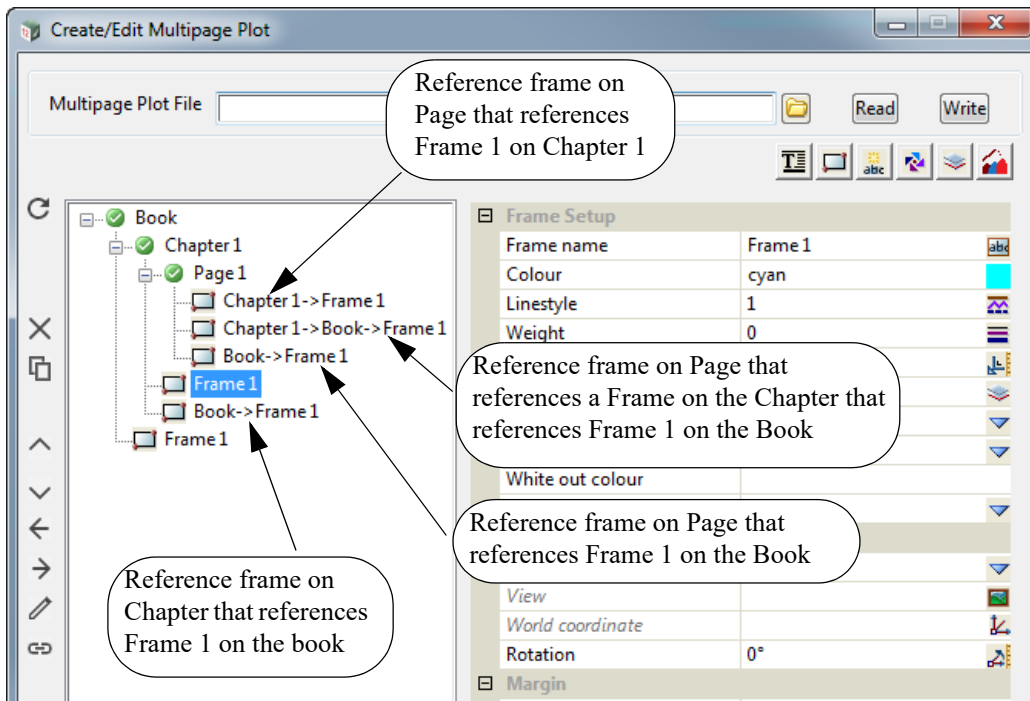 Create/Edit Multipage Plot
Multipage Plot File
Read
Write
Reference frame on
Page that references
Frame 1 on Chapter 1
abc
Book
Chapter 1
Page 1
Chapter 1->Frame 1
Chapter 1->Book->Frame 1
Book->Frame 1
Frame 1
Book->Frame 1
Frame 1
Frame Setup
Frame name Frame 1 abc
Colour cyan
Linestyle 1
Weight 0
Reference frame on Page that
references a Frame on the Chapter that
references Frame 1 on the Book
White out colour
Reference frame on Page that
references Frame 1 on the Book
Reference frame on
Chapter that references
Frame 1 on the book
View
World coordinate
Rotation 0°
Margin